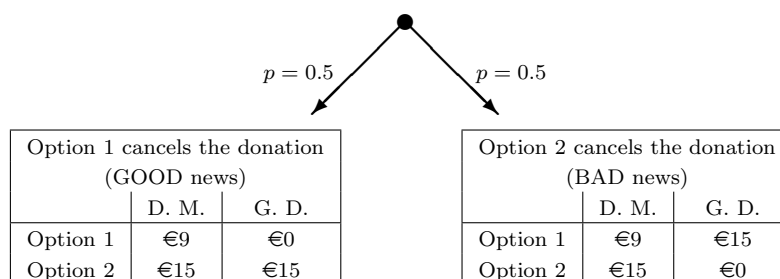 p = 0.5 p = 0.5
Option 1 cancels the donation
(GOOD news)
D. M. G. D.
Option 1 €9 €0
Option 2 €15 €15
Option 2 cancels the donation
(BAD news)
D. M. G. D.
Option 1 €9 €15
Option 2 €15 €0